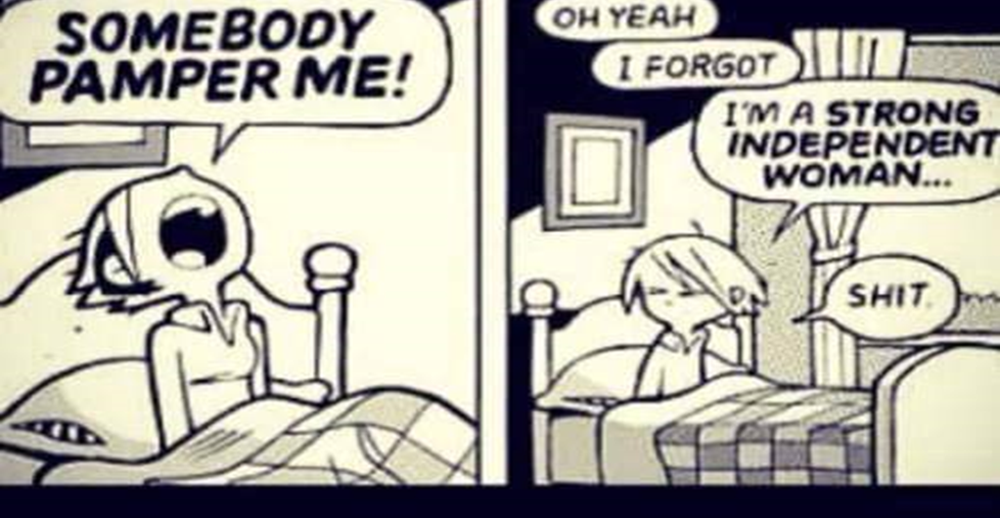 SOMEBODY
PAMPER ME!
OH YEAH
I FORGOT
I'M A STRONG
INDEPENDENT
WOMAN...
SHIT.